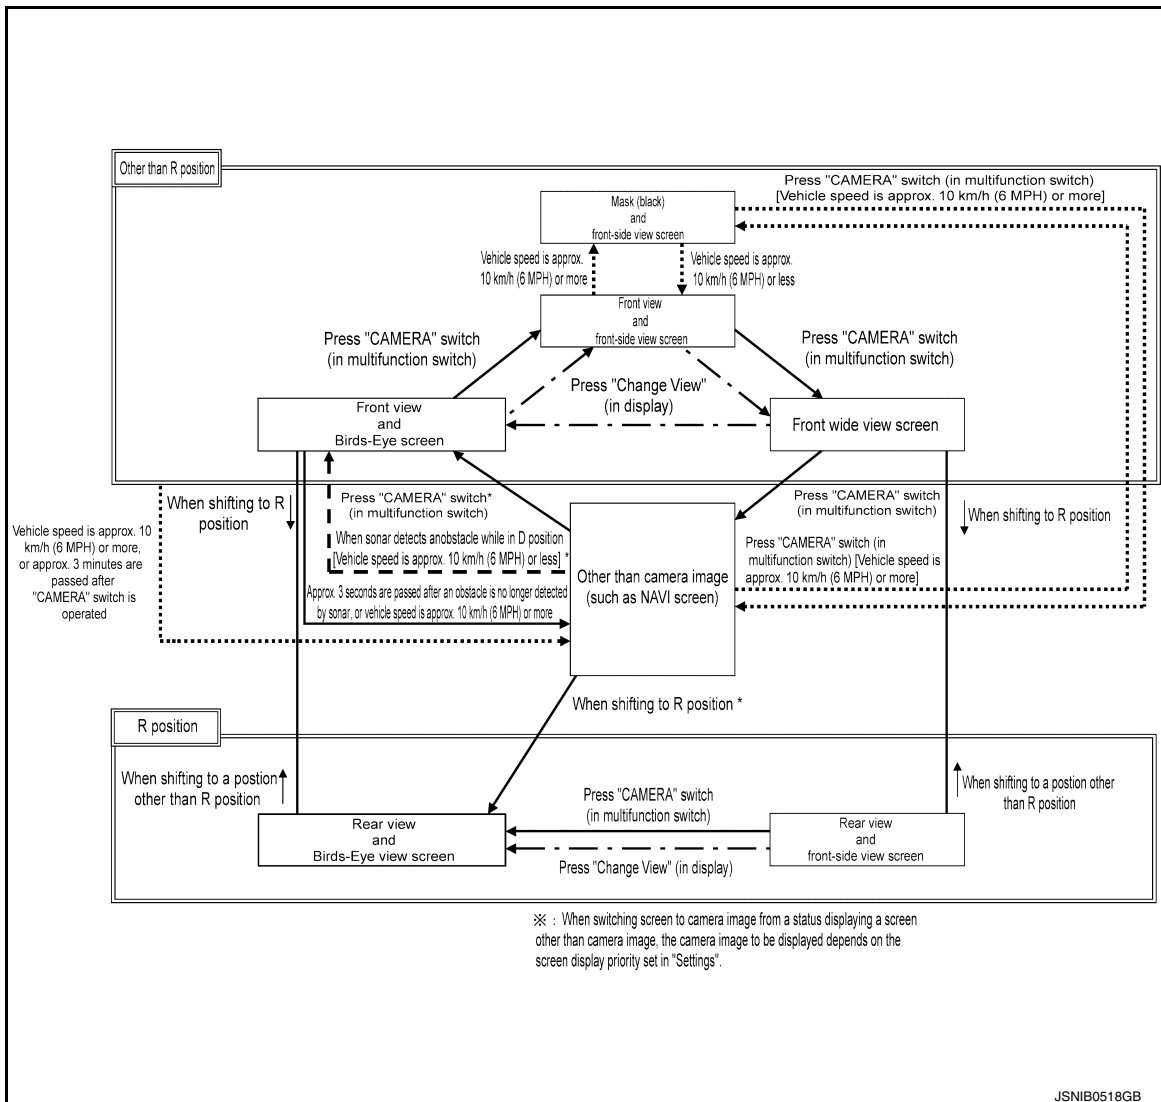 Other than R position
Press "CAMERA" switch (in multifunction switch)
[Vehicle speed is approx. 10 km/h (6 MPH) or more]
Mask (black)
and
front-side view screen
Vehicle speed is approx.
10 km/h (6 MPH) or more
Vehicle speed is approx.
10 km/h (6 MPH) or less
Front view
and
front-side view screen
Press "CAMERA" switch
(in multifunction switch)
Press "CAMERA" switch
(in multifunction switch)
Press "Change View"
(in display)
Front view
and
Birds-Eye screen
Front wide view screen
When shifting to R
position
Press "CAMERA" switch*
(in multifunction switch)
Press "CAMERA" switch
(in multifunction switch)
When shifting to R position
Vehicle speed is approx. 10
km/h (6 MPH) or more,
or approx. 3 minutes are
passed after
"CAMERA" switch is
operated
When sonar detects anobstacle while in D position
[Vehicle speed is approx. 10 km/h (6 MPH) or less] *
Press "CAMERA" switch (in
multifunction switch) [Vehicle speed is
approx. 10 km/h (6 MPH) or more]
Other than camera image
(such as NAVI screen)
Approx. 3 seconds are passed after an obstacle is no longer detected
by sonar, or vehicle speed is approx. 10 km/h (6 MPH) or more
When shifting to R position *
R position
When shifting to a postion
other than R position
When shifting to a postion other
than R position
Press "CAMERA" switch
(in multifunction switch)
Rear view
and
Birds-Eye view screen
Rear view
and
front-side view screen
Press "Change View" (in display)
※ : When switching screen to camera image from a status displaying a screen
other than camera image, the camera image to be displayed depends on the
screen display priority set in "Settings".
JSNIB0518GB